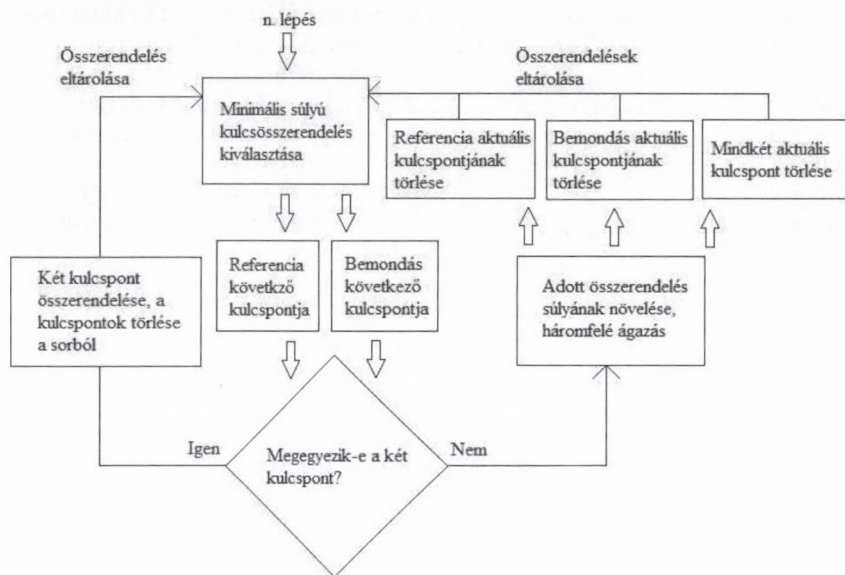 n. lépés
Összerendelés
eltárolása
Összerendelések
eltárolása
Minimális súlyú
kulcsösszerendelés
kiválasztása
Referencia aktuális
kulcspontjának
törlése
Bemondás aktuális
kulcspontjának
törlése
Mindkét aktuális
kulcspont törlése
Két kulcspont
összerendelése, a
kulcspontok törlése
a sorból
Referencia
követkző
kulcspontja
Bemondás
következő
kulcspontja
Adott összerendelés
súlyának növelése,
háromfelé ágazás
Igen
Megegyezik-e a két
kulcspont?
Nem